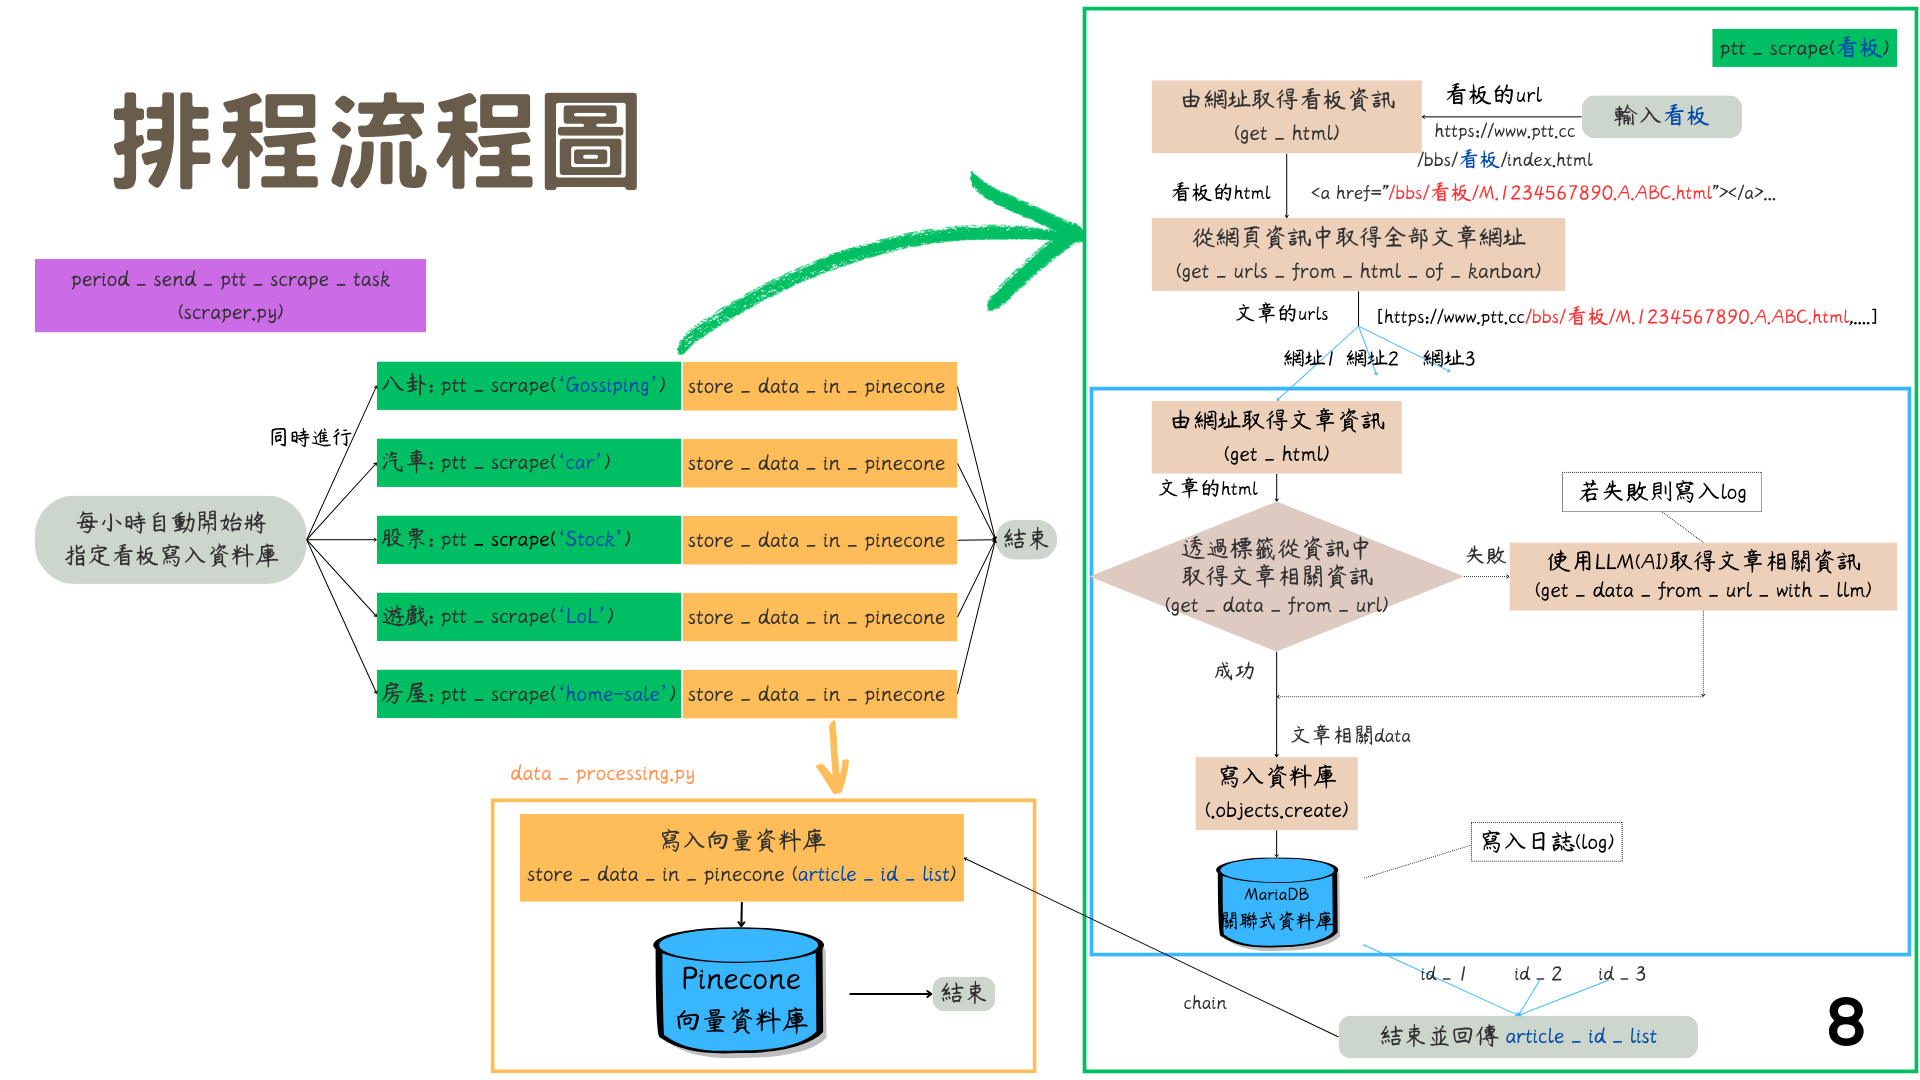 排程流程圖
period _ send _ ptt _ scrape _ task
(scraper.py)
同時進行
每小時自動開始將
指定看板寫入資料庫
八卦: ptt _ scrape(‘Gossiping’)
store _ data _ in _ pinecone
汽車: ptt _ scrape(‘car’)
store _ data _ in _ pinecone
股票: ptt _ scrape(‘Stock’)
store _ data _ in _ pinecone
遊戲: ptt _ scrape(‘LoL’)
store _ data _ in _ pinecone
房屋: ptt _ scrape(‘home-sale’)
store _ data _ in _ pinecone
結束
data _ processing.py
寫入向量資料庫
store _ data _ in _ pinecone (article _ id _ list)
Pinecone
向量資料庫
結束
ptt _ scrape(看板)
輸入看板
看板的url
https://www.ptt.cc
/bbs/看板/index.html
由網址取得看板資訊
(get _ html)
看板的html
<a href=”/bbs/看板/M.1234567890.A.ABC.html”></a>...
從網頁資訊中取得全部文章網址
(get _ urls _ from _ html _ of _ kanban)
文章的urls
[https://www.ptt.cc/bbs/看板/M.1234567890.A.ABC.html,....]
網址1
網址2
網址3
由網址取得文章資訊
(get _ html)
文章的html
透過標籤從資訊中
取得文章相關資訊
(get _ data _ from _ url)
失敗
若失敗則寫入log
使用LLM(AI)取得文章相關資訊
(get _ data _ from _ url _ with _ llm)
成功
文章相關data
寫入資料庫
(.objects.create)
MariaDB
關聯式資料庫
寫入日誌(log)
id _ 1
id _ 2
id _ 3
chain
結束並回傳 article _ id _ list
8